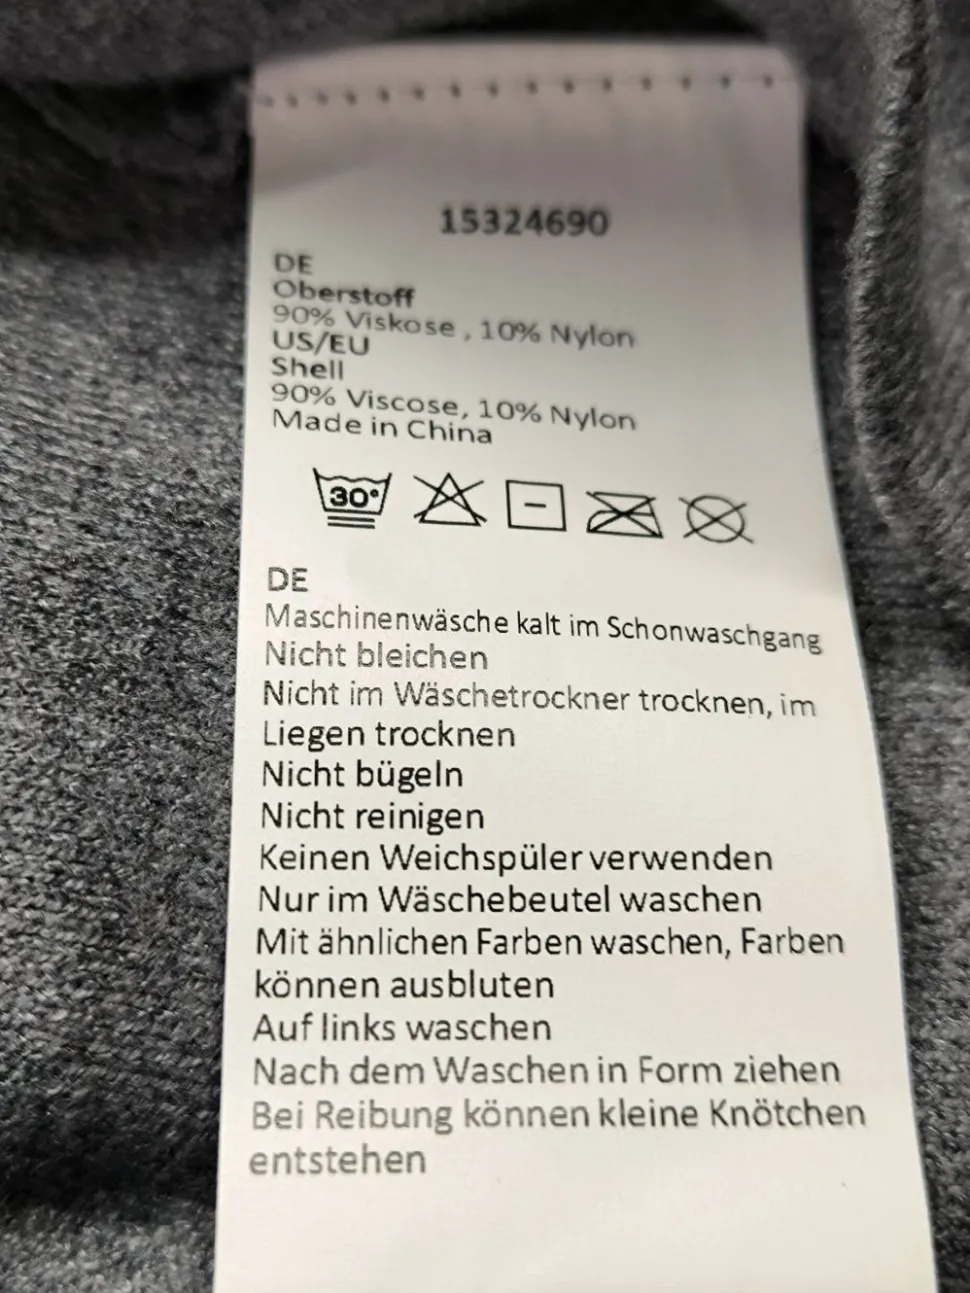 15324690
DE
Oberstoff
90% Viskose , 10% Nylon
US/EU
Shell
90% Viscose, 10% Nylon
Made in China
30°
DE
Maschinenwäsche kalt im Schonwaschgang
Nicht bleichen
Nicht im Wäschetrockner trocknen, im
Liegen trocknen
Nicht bügeln
Nicht reinigen
Keinen Weichspüler verwenden
Nur im Wäschebeutel waschen
Mit ähnlichen Farben waschen, Farben
können ausbluten
Auf links waschen
Nach dem Waschen in Form ziehen
Bei Reibung können kleine Knötchen
entstehen